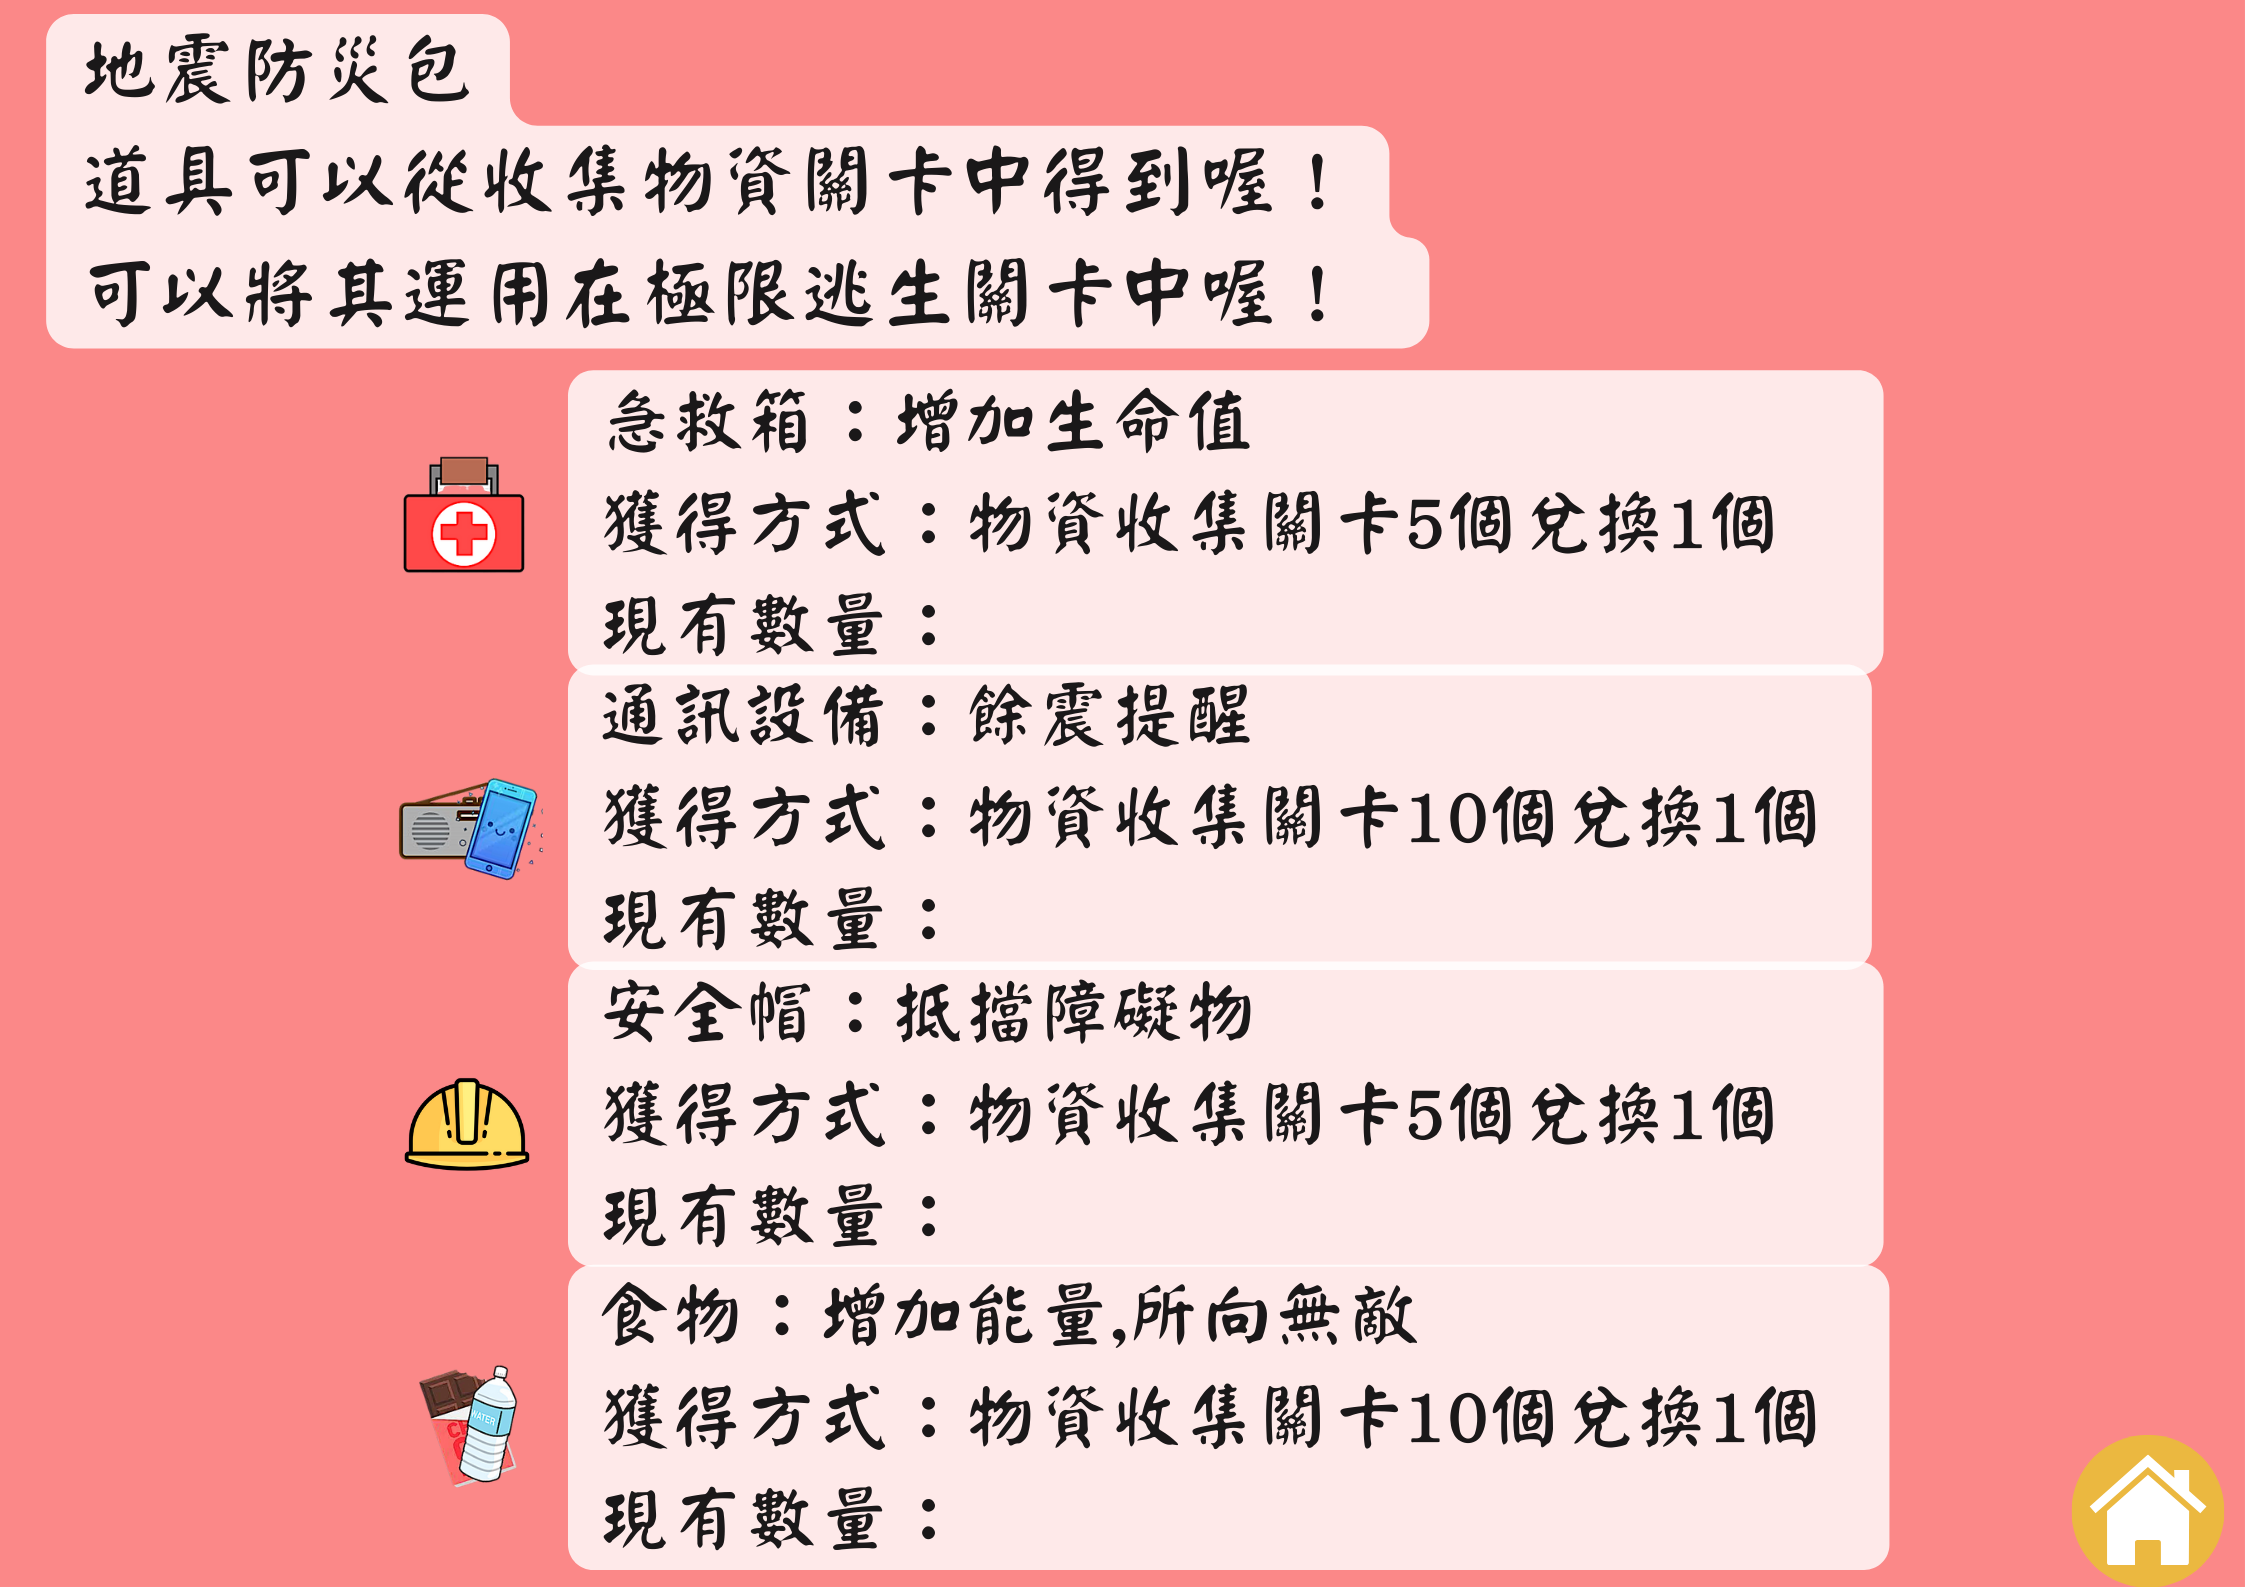 地震防災包
道具可以從收集物資關卡中得到喔！
可以將其運用在極限逃生關卡中喔！
急救箱：增加生命值
獲得方式：物資收集關卡5個兌換1個
現有數量：
通訊設備：餘震提醒
獲得方式：物資收集關卡10個兌換1個
現有數量：
安全帽：抵擋障礙物
獲得方式：物資收集關卡5個兌換1個
現有數量：
食物：增加能量,所向無敵
獲得方式：物資收集關卡10個兌換1個
現有數量：
WATER